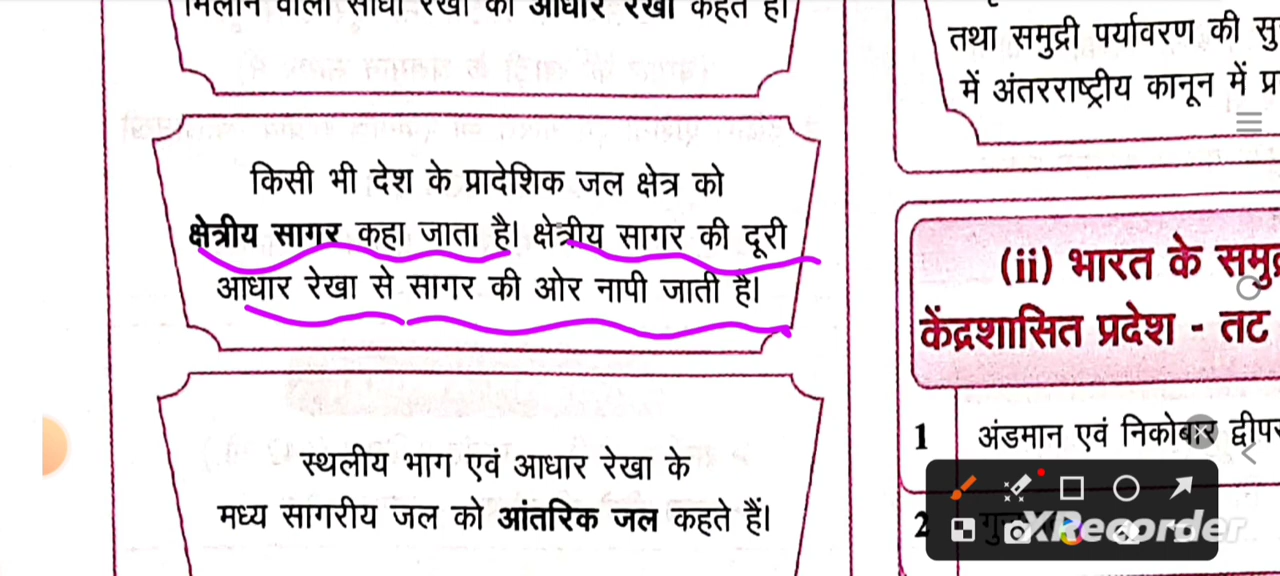 मिलाने वाली सीधी रेखा को आधार रेखा कहते हैं।
किसी भी देश के प्रादेशिक जल क्षेत्र को
क्षेत्रीय सागर कहा जाता है। क्षेत्रीय सागर की दूरी
आधार रेखा से सागर की ओर नापी जाती है।
स्थलीय भाग एवं आधार रेखा के
मध्य सागरीय जल को आंतरिक जल कहते हैं।
तथा समुद्री पर्यावरण की सु
में अंतरराष्ट्रीय कानून में प्र
(ii) भारत के समुद्र
केंद्रशासित प्रदेश - तट
1 अंडमान एवं निकोबार द्वीप
2
XRecorder